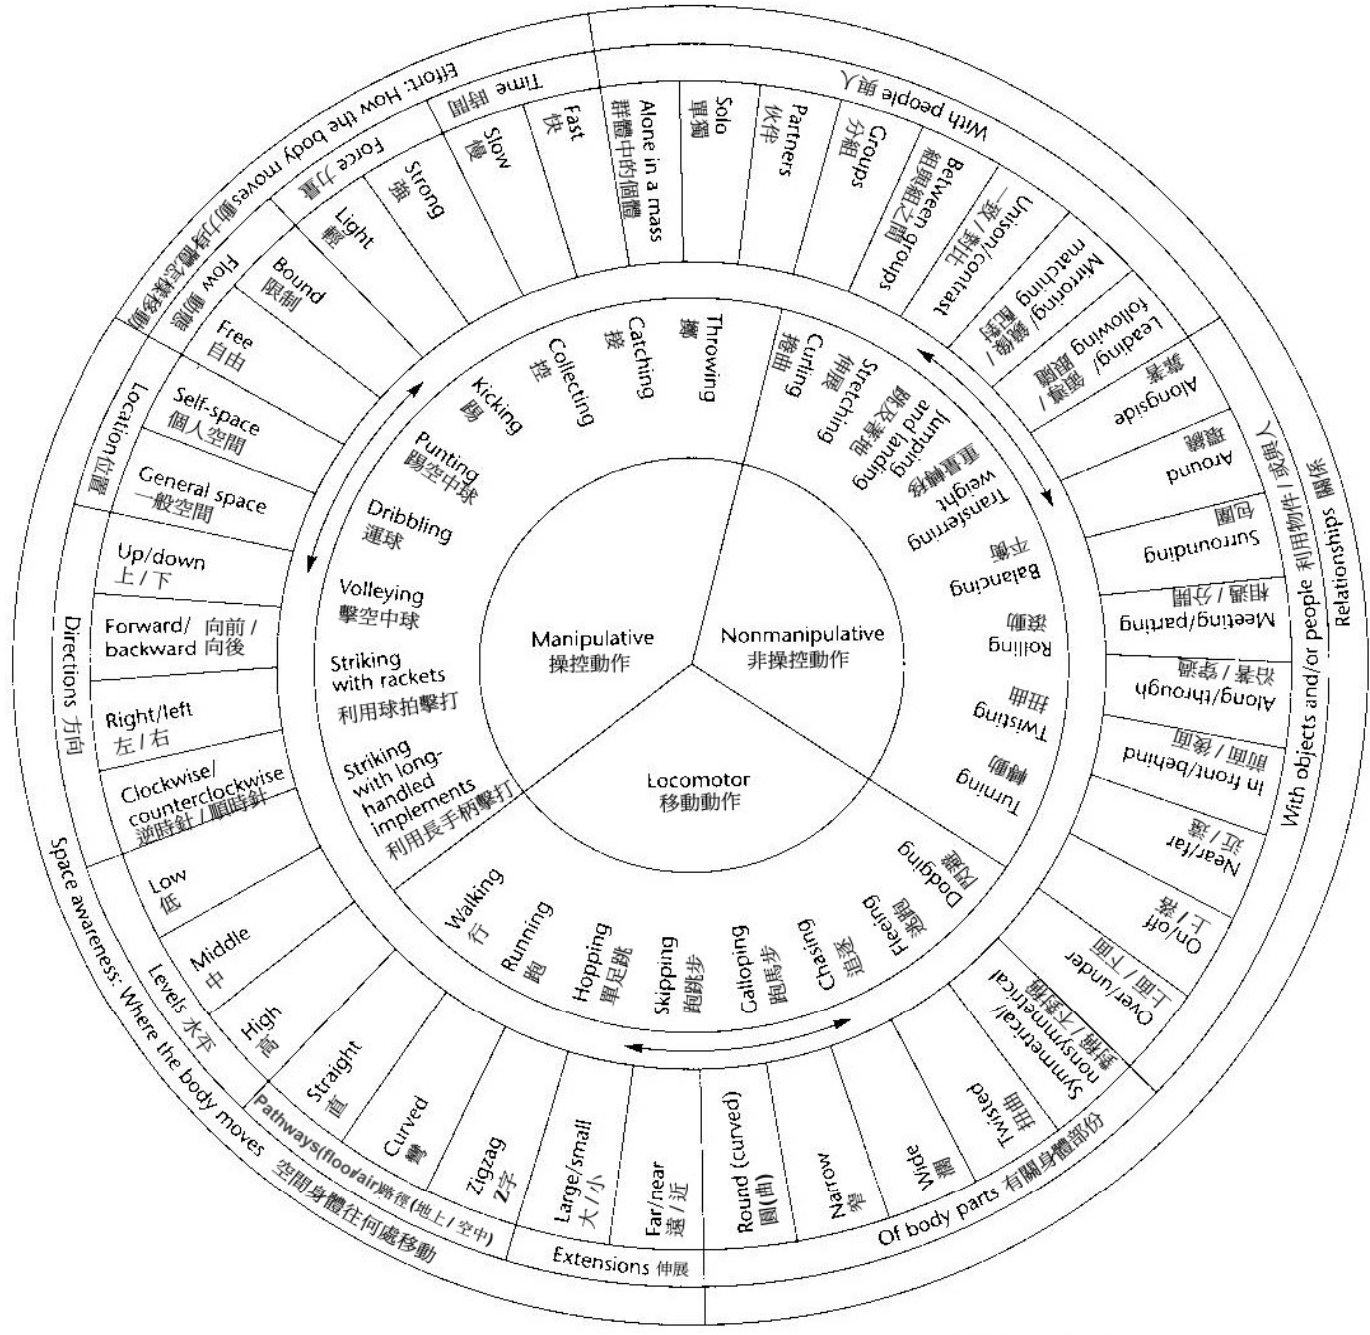 Effort: How the body moves 動力身體怎樣移動
Time 時間
Fast
快
Slow
慢
Force 力量
Strong
強
Light
輕
Flow 動態
Bound
限制
Free
自由
Space awareness: Where the body moves 空間身體往何處移動
Location位置
Self-space
個人空間
General space
一般空間
Directions 方向
Up/down
上 / 下
Forward/ 向前 /
backward 向後
Right/left
左 / 右
Clockwise/
counterclockwise
逆時針 / 順時針
Levels 水平
Low
低
Middle
中
High
高
Pathways(floor/air)路徑(地上 / 空中)
Straight
直
Curved
彎
Zigzag
Z字
Extensions 伸展
Large/small
大 / 小
Far/near
遠 / 近
Relationships 關係
Of body parts 有關身體部份
Round (curved)
圓(曲)
Narrow
窄
Wide
闊
Twisted
扭曲
Symmetrical/
nonsymmetrical
對稱 / 不對稱
With objects and/or people 利用物件 / 或與人
Over/under
上面 / 下面
On/off
上 / 落
Near/far
近 / 遠
In front/behind
前面 / 後面
Along/through
沿著 / 穿過
Meeting/parting
相遇 / 分開
Surrounding
包圍
Around
環繞
Alongside
靠著
With people 與人
Leading/
following
領導 /
跟隨
Mirroring/
matching
鏡像 /
配對
Unison/contrast
一致 / 對比
Between groups
組與組之間
Groups
分組
Partners
伙伴
Solo
單獨
Alone in a mass
群體中的個體
Manipulative
操控動作
Throwing
擲
Catching
接
Collecting
控
Kicking
踢
Punting
踢空中球
Dribbling
運球
Volleying
擊空中球
Striking
with rackets
利用球拍擊打
Striking
with long-
handled
implements
利用長手柄擊打
Nonmanipulative
非操控動作
Curling
捲曲
Stretching
伸展
Jumping
and landing
跳及著地
Transferring
weight
重量轉移
Balancing
平衡
Rolling
滾動
Twisting
扭曲
Turning
轉動
Locomotor
移動動作
Walking
行
Running
跑
Hopping
單足跳
Skipping
跑跳步
Galloping
跑馬步
Chasing
追逐
Fleeing
逃跑
Dodging
閃避